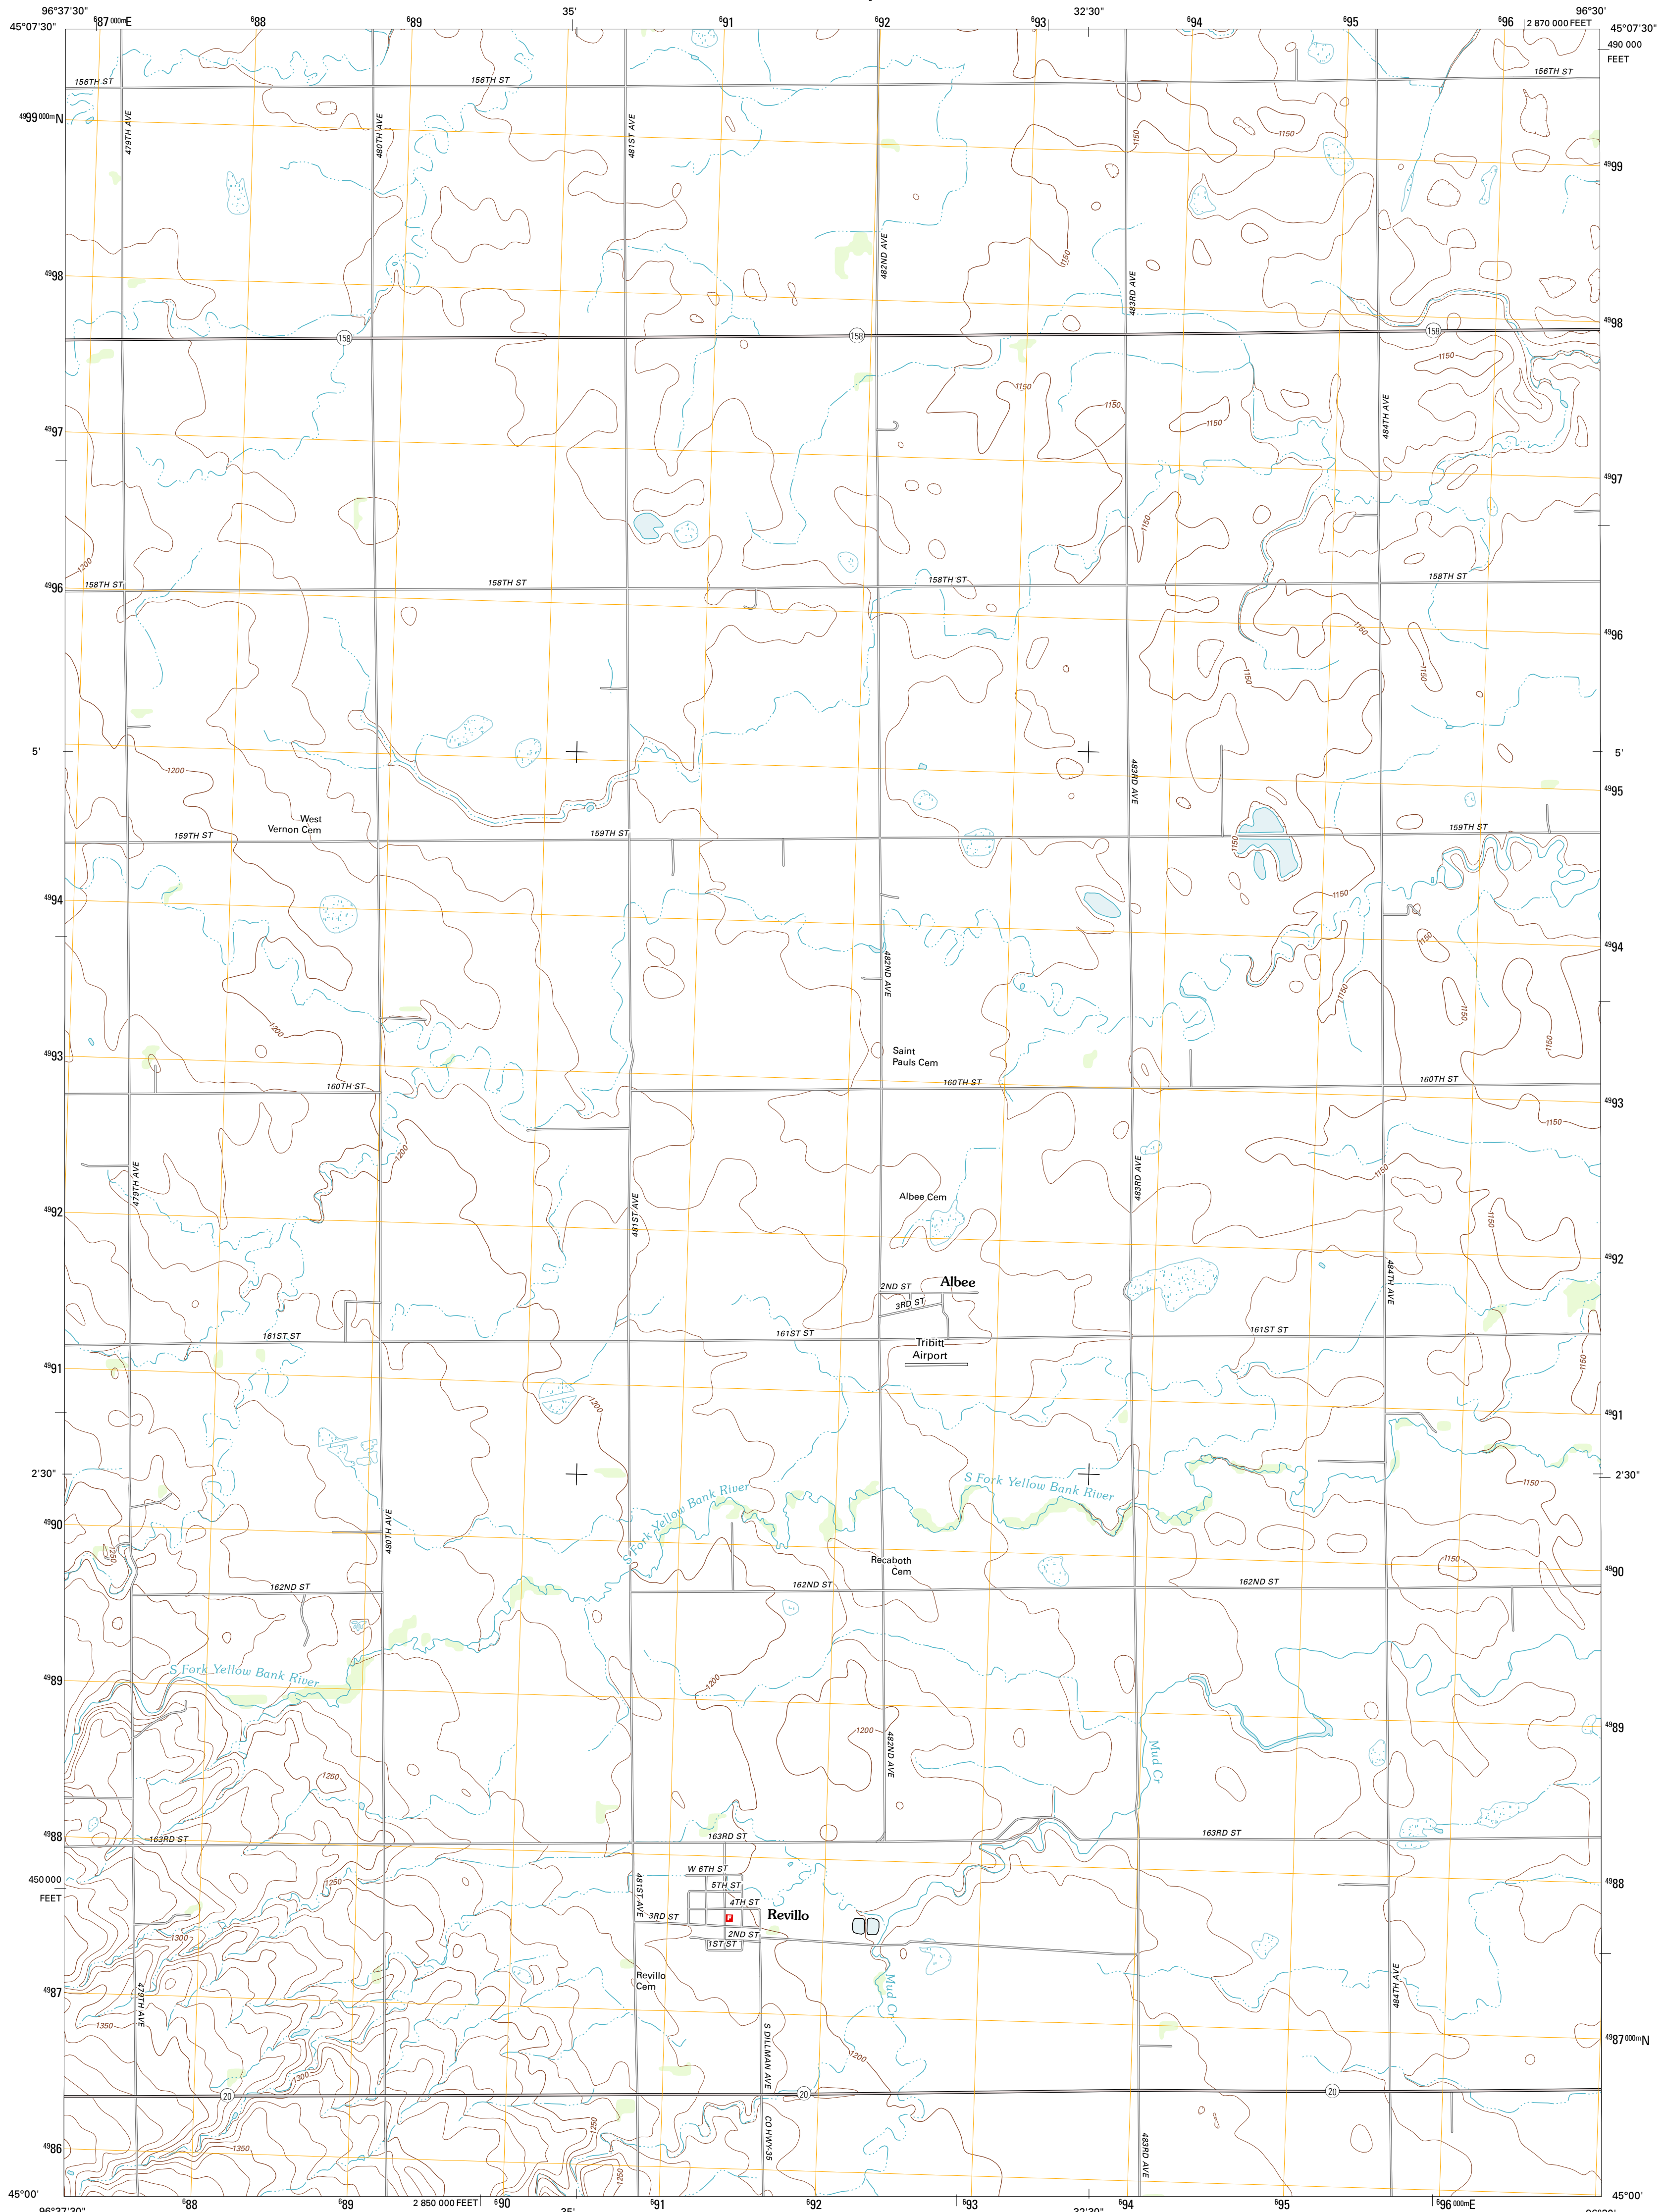 96°37'30"
⁶87 000mE
⁶88
⁶89
35'
⁶91
⁶92
⁶93
32'30"
⁶94
⁶95
⁶96
2 870 000 FEET
96°30'
45°07'30"
45°07'30"
490 000
FEET
156TH ST
156TH ST
156TH ST
⁴⁹99 000m N
479TH AVE
480TH AVE
481ST AVE
1150
1150
⁴⁹99
482ND AVE
1150
483RD AVE
⁴⁹98
⁴⁹98
158
158
158
1150
1150
1150
1150
484TH AVE
⁴⁹97
⁴⁹97
1150
1200
158TH ST
158TH ST
158TH ST
158TH ST
⁴⁹96
⁴⁹96
1150
1150
1150
5'
5'
1200
483RD AVE
⁴⁹95
West
Vernon Cem
159TH ST
159TH ST
159TH ST
1150
1150
⁴⁹94
⁴⁹94
1150
482ND AVE
1150
1150
1200
1150
⁴⁹93
Saint
Pauls Cem
160TH ST
160TH ST
160TH ST
⁴⁹93
1150
1200
479TH AVE
483RD AVE
1150
Albee Cem
481ST AVE
⁴⁹92
1150
⁴⁹92
484TH AVE
Albee
2ND ST
3RD ST
161ST ST
161ST ST
161ST ST
Tribitt
Airport
⁴⁹91
1150
1200
⁴⁹91
2'30"
2'30"
S Fork Yellow Bank River
S Fork Yellow Bank River
1150
480TH AVE
⁴⁹90
1250
Recaboth
Cem
1150
⁴⁹90
162ND ST
162ND ST
162ND ST
S Fork Yellow Bank River
⁴⁹89
1200
1200
482ND AVE
⁴⁹89
Mud Cr
1250
⁴⁹88
163RD ST
163RD ST
163RD ST
450 000
FEET
1250
481ST AVE
W 6TH ST
5TH ST
4TH ST
F
Revillo
3RD ST
2ND ST
1ST ST
⁴⁹88
1300
Revillo
Cem
Mud Cr
⁴⁹87
479TH AVE
484TH AVE
1350
S DILLMAN AVE
1200
⁴⁹87 000m N
1300
20
20
20
1250
CO HWY-35
483RD AVE
⁴⁹86
1350
1250
45°00'
45°00'
96°37'30"
⁶88
⁶89
2 850 000 FEET
⁶90
35'
⁶91
⁶92
⁶93
32'30"
⁶94
⁶95
⁶96 000mE